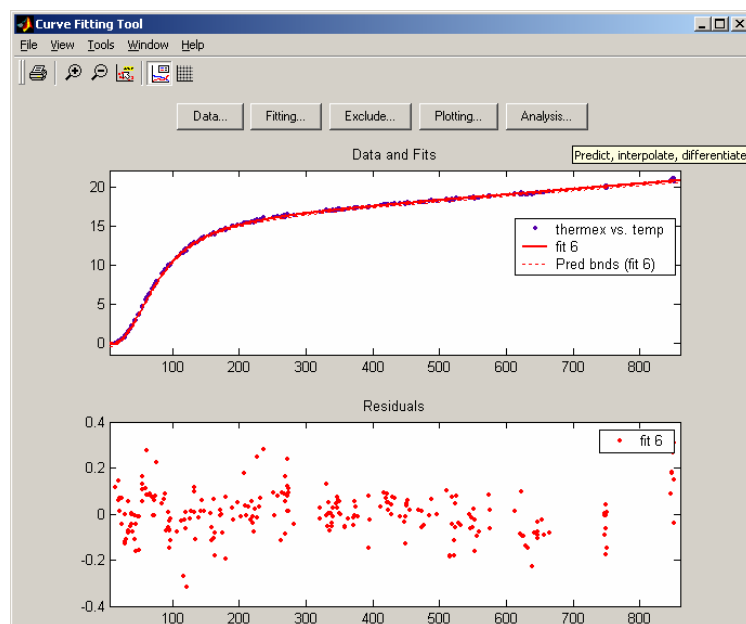 Curve Fitting Tool
File View Tools Window Help
Data... Fitting... Exclude... Plotting... Analysis...
Data and Fits
Predict, interpolate, differentiate
20
15
10
5
0
thermex vs. temp
fit 6
Pred bnds (fit 6)
100 200 300 400 500 600 700 800
Residuals
0.4
0.2
0
-0.2
-0.4
fit 6
100 200 300 400 500 600 700 800